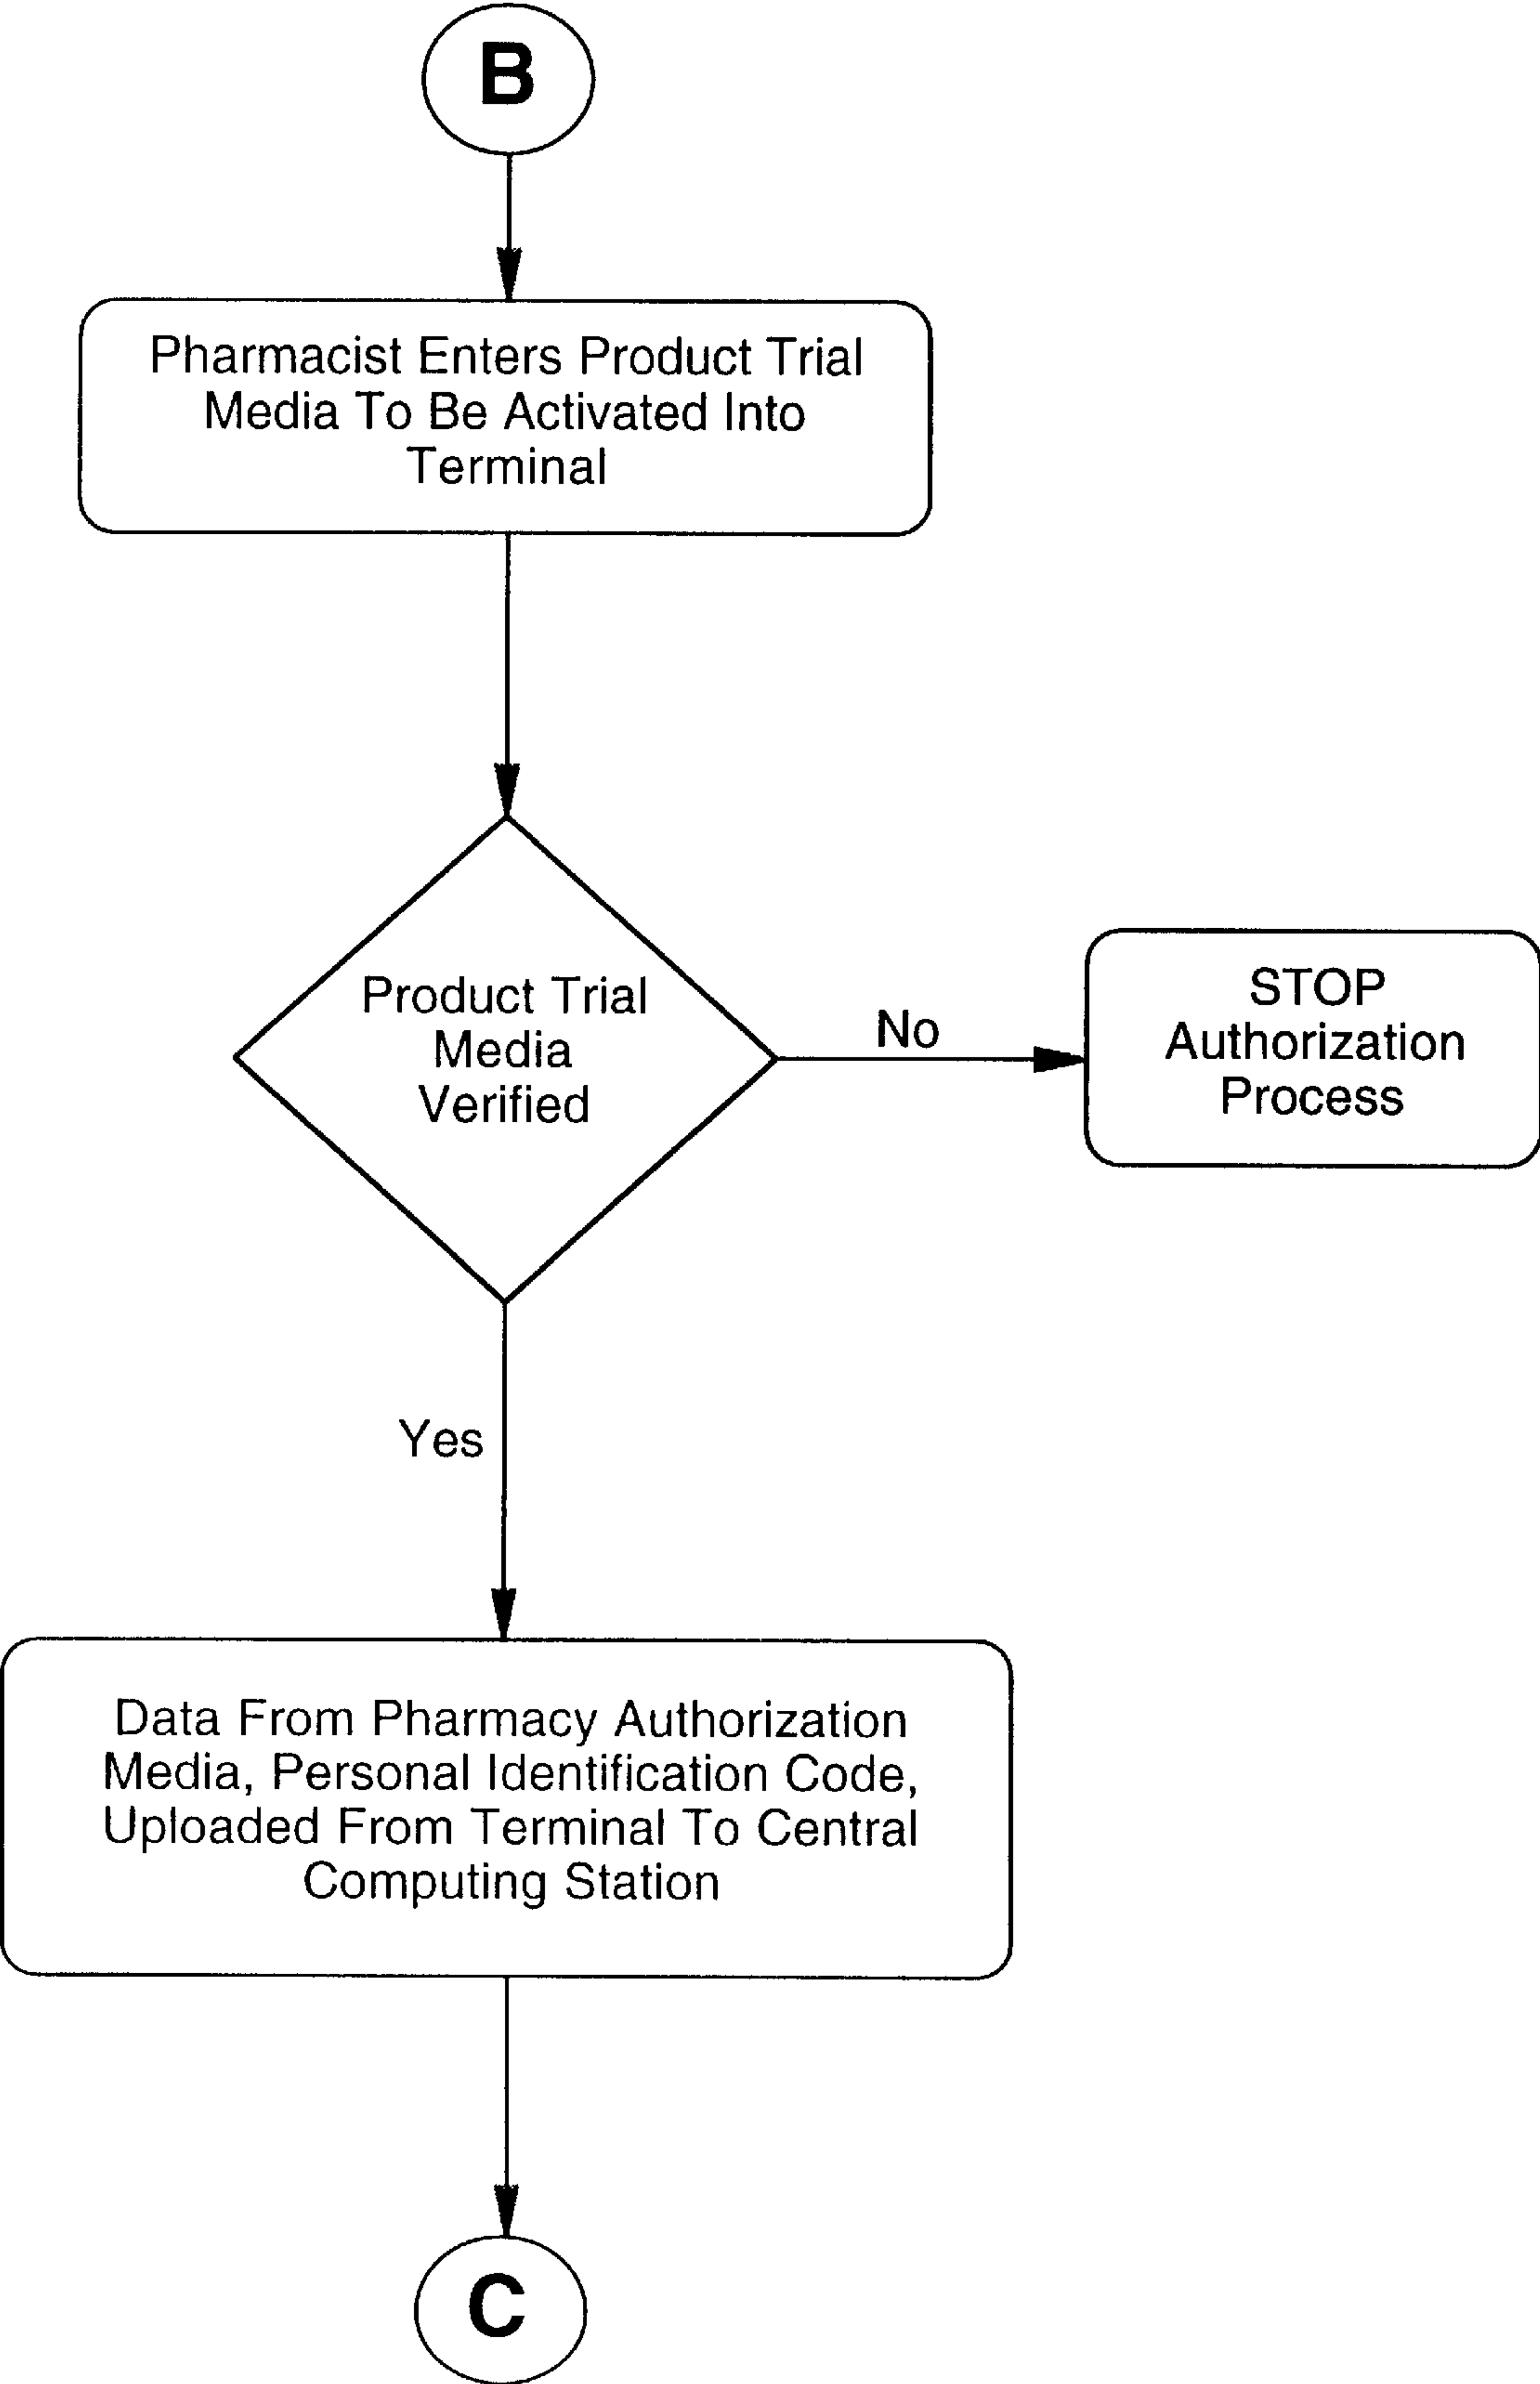 B
Pharmacist Enters Product Trial
Media To Be Activated Into
Terminal
Product Trial
Media
Verified
No
STOP
Authorization
Process
Yes
Data From Pharmacy Authorization
Media, Personal Identification Code,
Uploaded From Terminal To Central
Computing Station
C